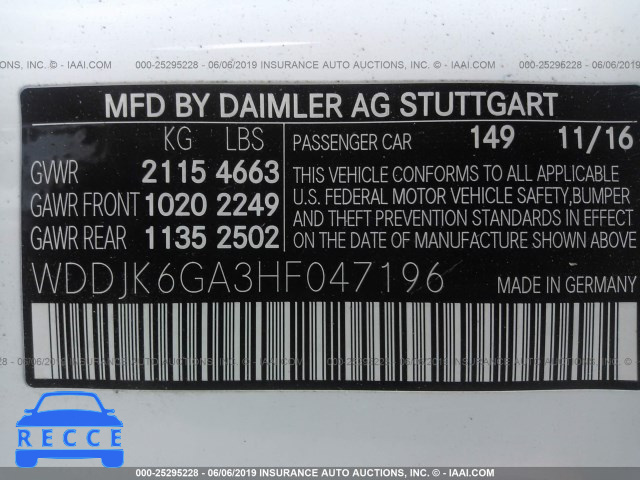 000-25295228 - 06/06/2019 INSURANCE AUTO AUCTIONS, INC. © - IAAI.COM
MFD BY DAIMLER AG STUTTGART
KG LBS PASSENGER CAR 149 11/16
GVWR 2115 4663
GAWR FRONT 1020 2249
GAWR REAR 1135 2502
THIS VEHICLE CONFORMS TO ALL APPLICABLE
U.S. FEDERAL MOTOR VEHICLE SAFETY,BUMPER
AND THEFT PREVENTION STANDARDS IN EFFECT
ON THE DATE OF MANUFACTURE SHOWN ABOVE
WDDJK6GA3HF047196 MADE IN GERMANY
RECCE
000-25295228 - 06/06/2019 INSURANCE AUTO AUCTIONS, INC. © - IAAI.COM